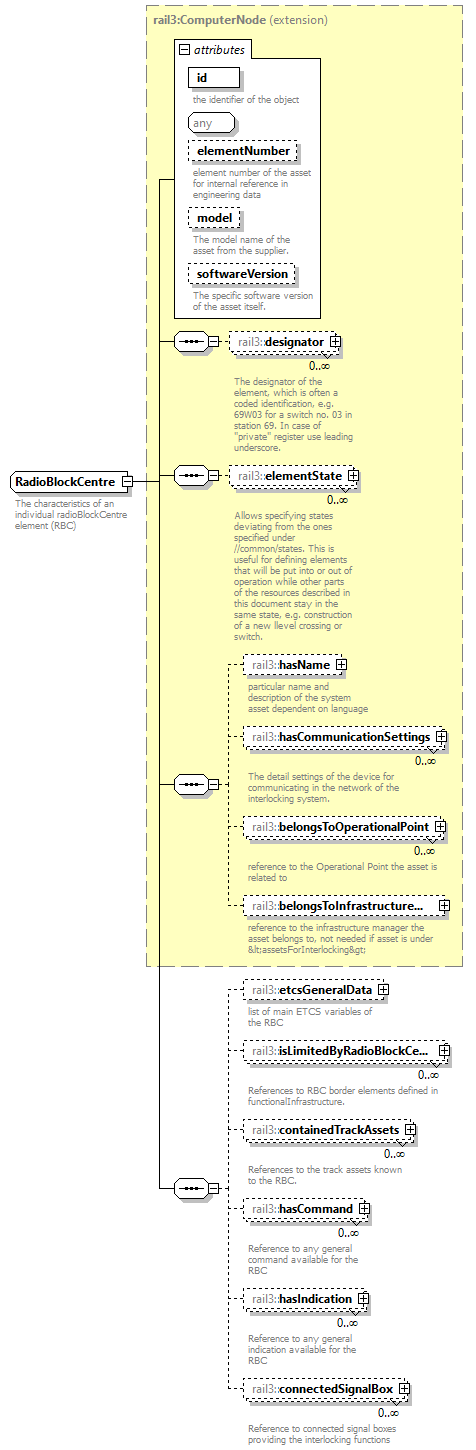 rail3:ComputerNode (extension)
attributes
id
the identifier of the object
any
elementNumber
element number of the asset
for internal reference in
engineering data
model
The model name of the
asset from the supplier.
softwareVersion
The specific software version
of the asset itself.
rail3::designator
0..∞
The designator of the
element, which is often a
coded identification, e.g.
69W03 for a switch no. 03 in
station 69. In case of
"private" register use leading
underscore.
RadioBlockCentre
The characteristics of an
individual radioBlockCentre
element (RBC)
rail3::elementState
0..∞
Allows specifying states
deviating from the ones
specified under
//common/states. This is
useful for defining elements
that will be put into or out of
operation while other parts
of the resources described in
this document stay in the
same state, e.g. construction
of a new llevel crossing or
switch.
rail3::hasName
particular name and
description of the system
asset dependent on language
rail3::hasCommunicationSettings
0..∞
The detail settings of the device for
communicating in the network of the
interlocking system.
rail3::belongsToOperationalPoint
0..∞
reference to the Operational Point the asset is
related to
rail3::belongsToInfrastructure...
reference to the infrastructure manager the
asset belongs to, not needed if asset is under
&lt;assetsForInterlocking&gt;
rail3::etcsGeneralData
list of main ETCS variables of
the RBC
rail3::isLimitedByRadioBlockCe...
0..∞
References to RBC border elements defined in
functionalInfrastructure.
rail3::containedTrackAssets
0..∞
References to the track assets known
to the RBC.
rail3::hasCommand
0..∞
Reference to any general
command available for the
RBC
rail3::hasIndication
0..∞
Reference to any general
indication available for the
RBC
rail3::connectedSignalBox
0..∞
Reference to connected signal boxes
providing the interlocking functions